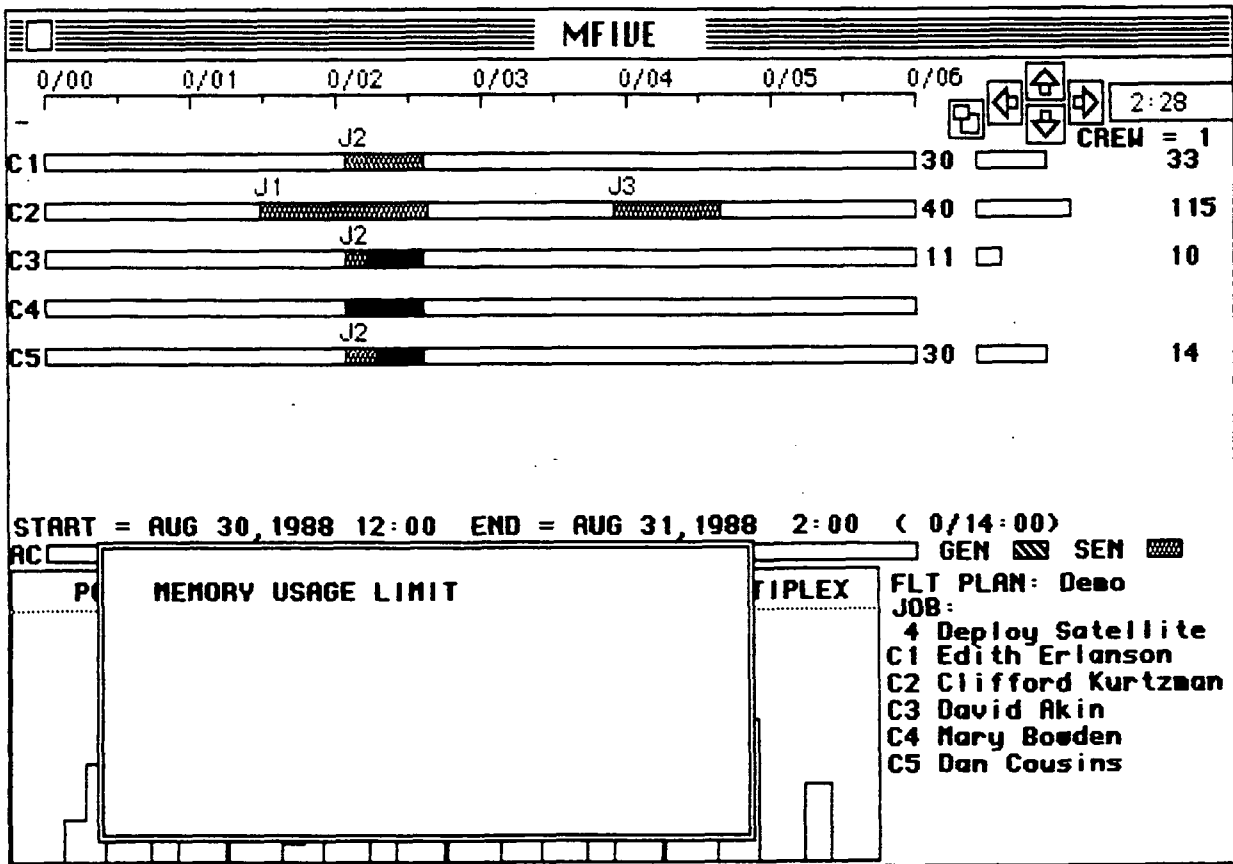 MFIVE
0/00 0/01 0/02 0/03 0/04 0/05 0/06
2:28
CREW = 1
J2
C1 30 33
J1 J3
C2 40 115
J2
C3 11 10
C4
J2
C5 30 14
START = AUG 30,1988 12:00 END = AUG 31,1988 2:00 ( 0/14:00)
AC GEN SEN
P TIPLEX
MEMORY USAGE LIMIT
FLT PLAN: Demo
JOB:
4 Deploy Satellite
C1 Edith Erlanson
C2 Clifford Kurtzman
C3 David Akin
C4 Mary Bowden
C5 Dan Cousins